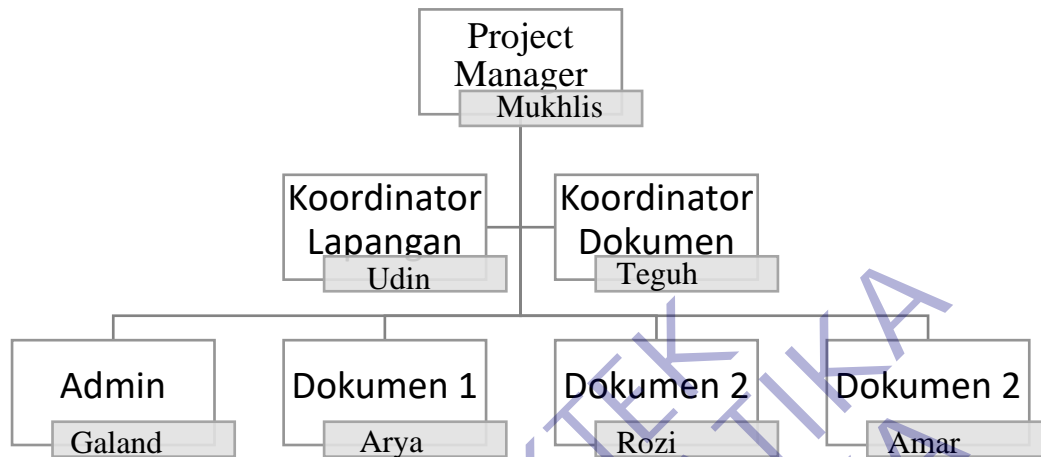 Project
Manager
Mukhlis
Koordinator
Lapangan
Udin
Koordinator
Dokumen
Teguh
Admin
Galand
Dokumen 1
Arya
Dokumen 2
Rozi
Dokumen 2
Amar